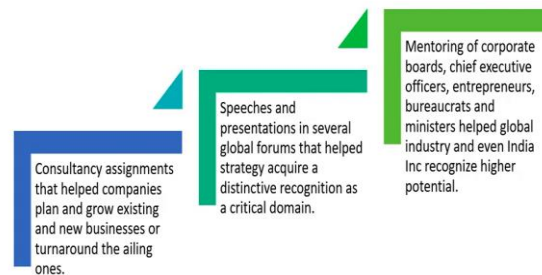 Consultancy assignments
that helped companies
plan and grow existing
and new businesses or
turnaround the ailing
ones.
Speeches and
presentations in several
global forums that helped
strategy acquire a
distinctive recognition as
a critical domain.
Mentoring of corporate
boards, chief executive
officers, entrepreneurs,
bureaucrats and
ministers helped global
industry and even India
Inc recognize higher
potential.